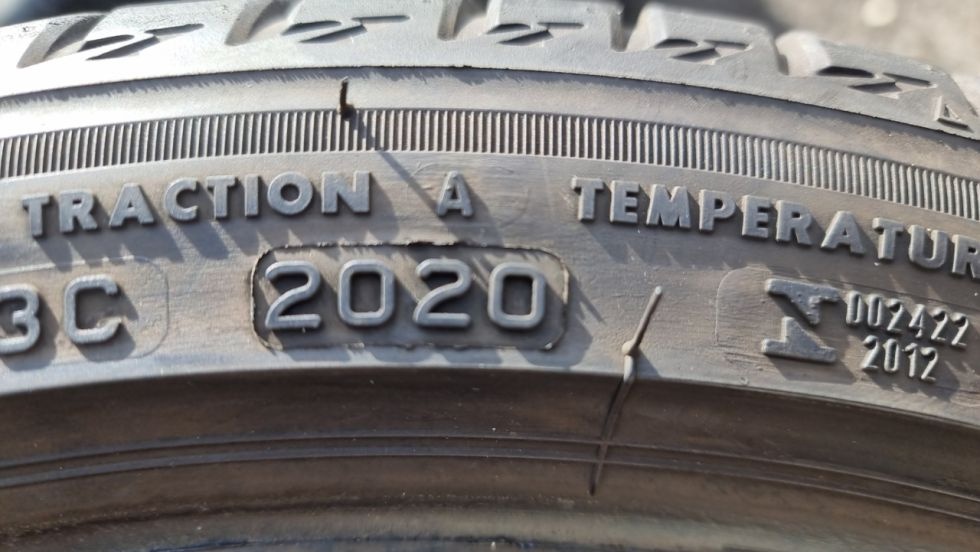 TRACTION A TEMPERATUR
3C 2020
002422
2012